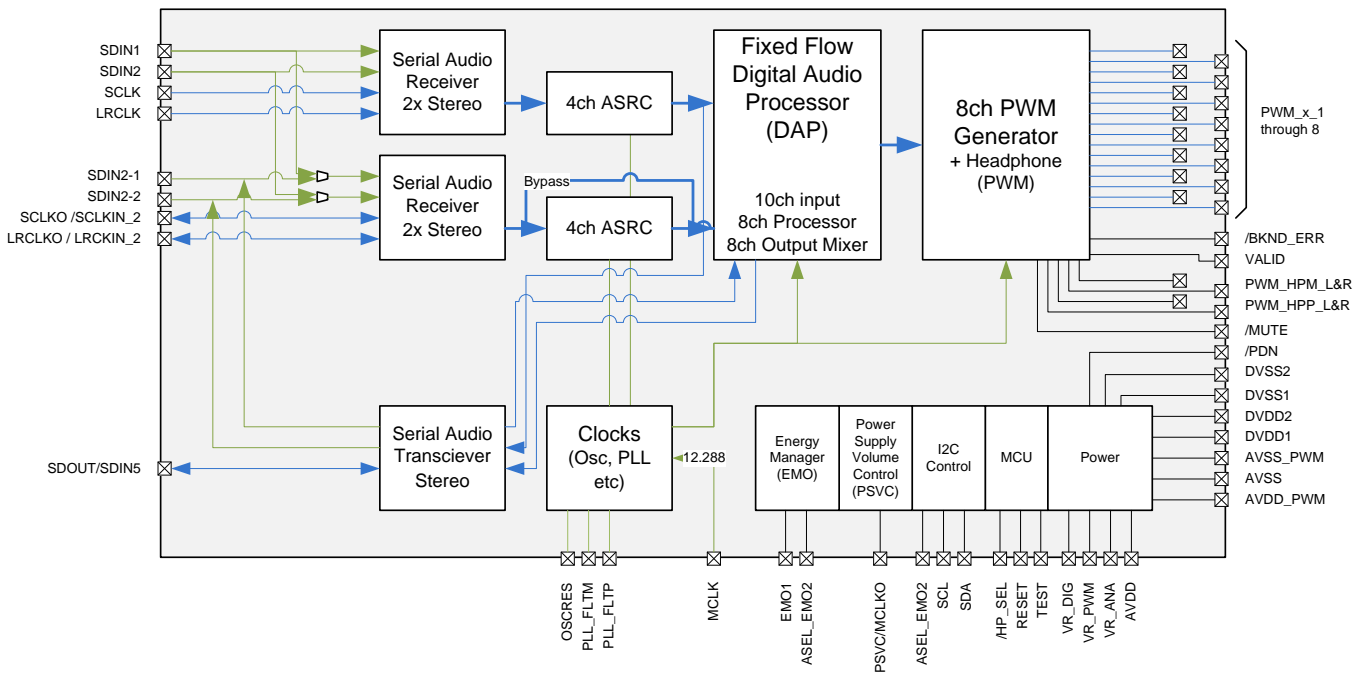 SDIN1
SDIN2
SCLK
LRCLK
SDIN2-1
SDIN2-2
SCLKO /SCLKIN_2
LRCLKO / LRCKIN_2
SDOUT/SDIN5
Serial Audio
Receiver
2x Stereo
4ch ASRC
Serial Audio
Receiver
2x Stereo
Bypass
4ch ASRC
Fixed Flow
Digital Audio
Processor
(DAP)
10ch input
8ch Processor
8ch Output Mixer
8ch PWM
Generator
+ Headphone
(PWM)
PWM_x_1
through 8
/BKND_ERR
VALID
PWM_HPM_L&R
PWM_HPP_L&R
/MUTE
/PDN
DVSS2
DVSS1
DVDD2
DVDD1
AVSS_PWM
AVSS
AVDD_PWM
Serial Audio
Transciever
Stereo
Clocks
(Osc, PLL
etc)
12.288
Energy
Manager
(EMO)
Power
Supply
Volume
Control
(PSVC)
I2C
Control
MCU
Power
OSCRES
PLL_FLTM
PLL_FLTP
MCLK
EMO1
ASEL_EMO2
PSVC/MCLKO
ASEL_EMO2
SCL
SDA
/HP_SEL
RESET
TEST
VR_DIG
VR_PWM
VR_ANA
AVDD